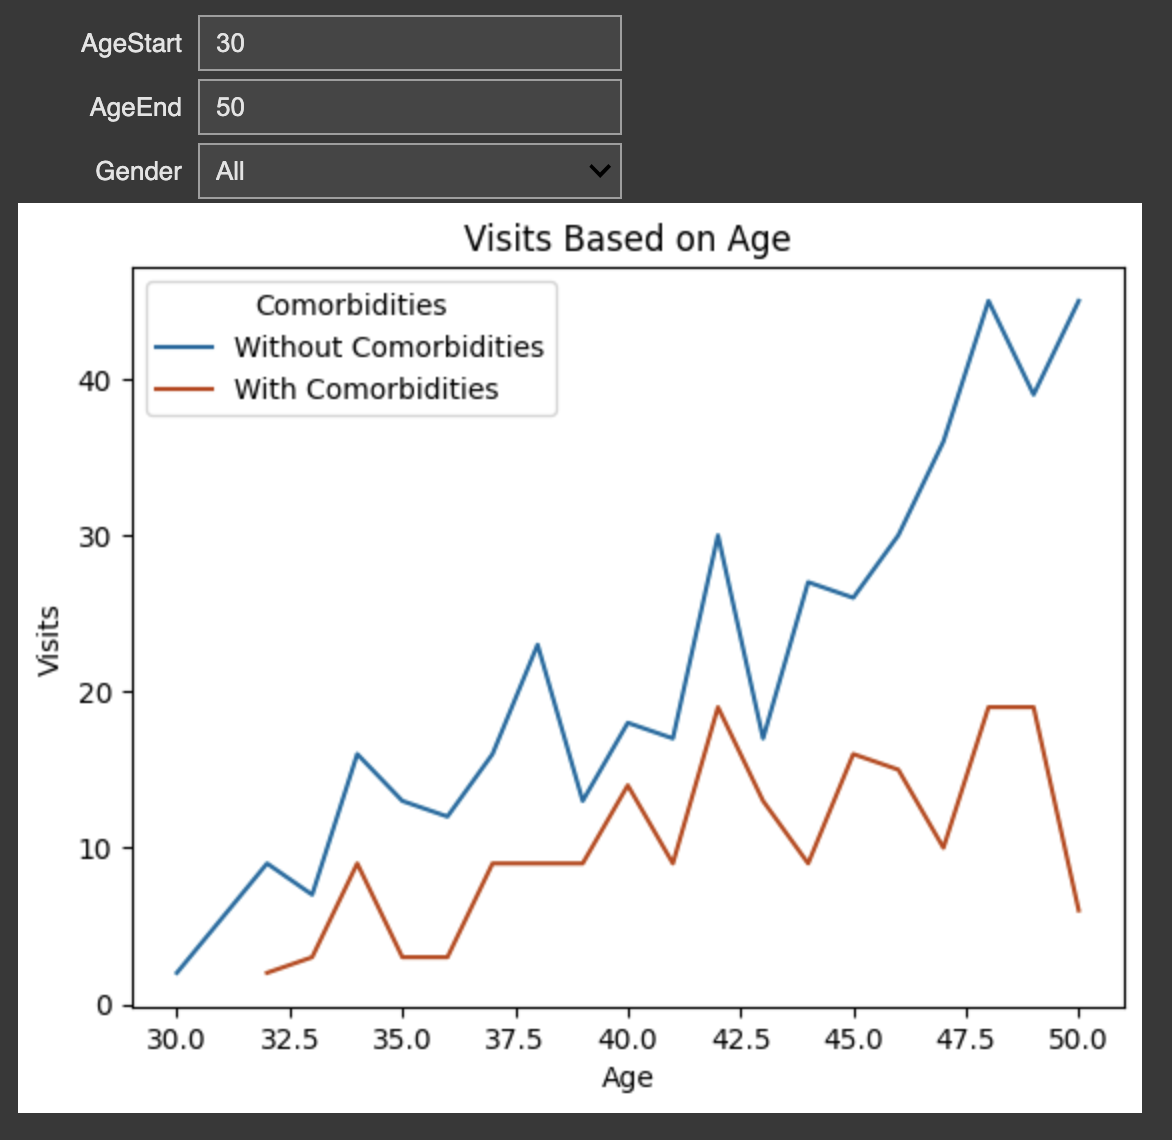 AgeStart 30
AgeEnd 50
Gender All
Visits Based on Age
Comorbidities
Without Comorbidities
With Comorbidities
40
30
20
10
0
Visits
30.0 32.5 35.0 37.5 40.0 42.5 45.0 47.5 50.0
Age